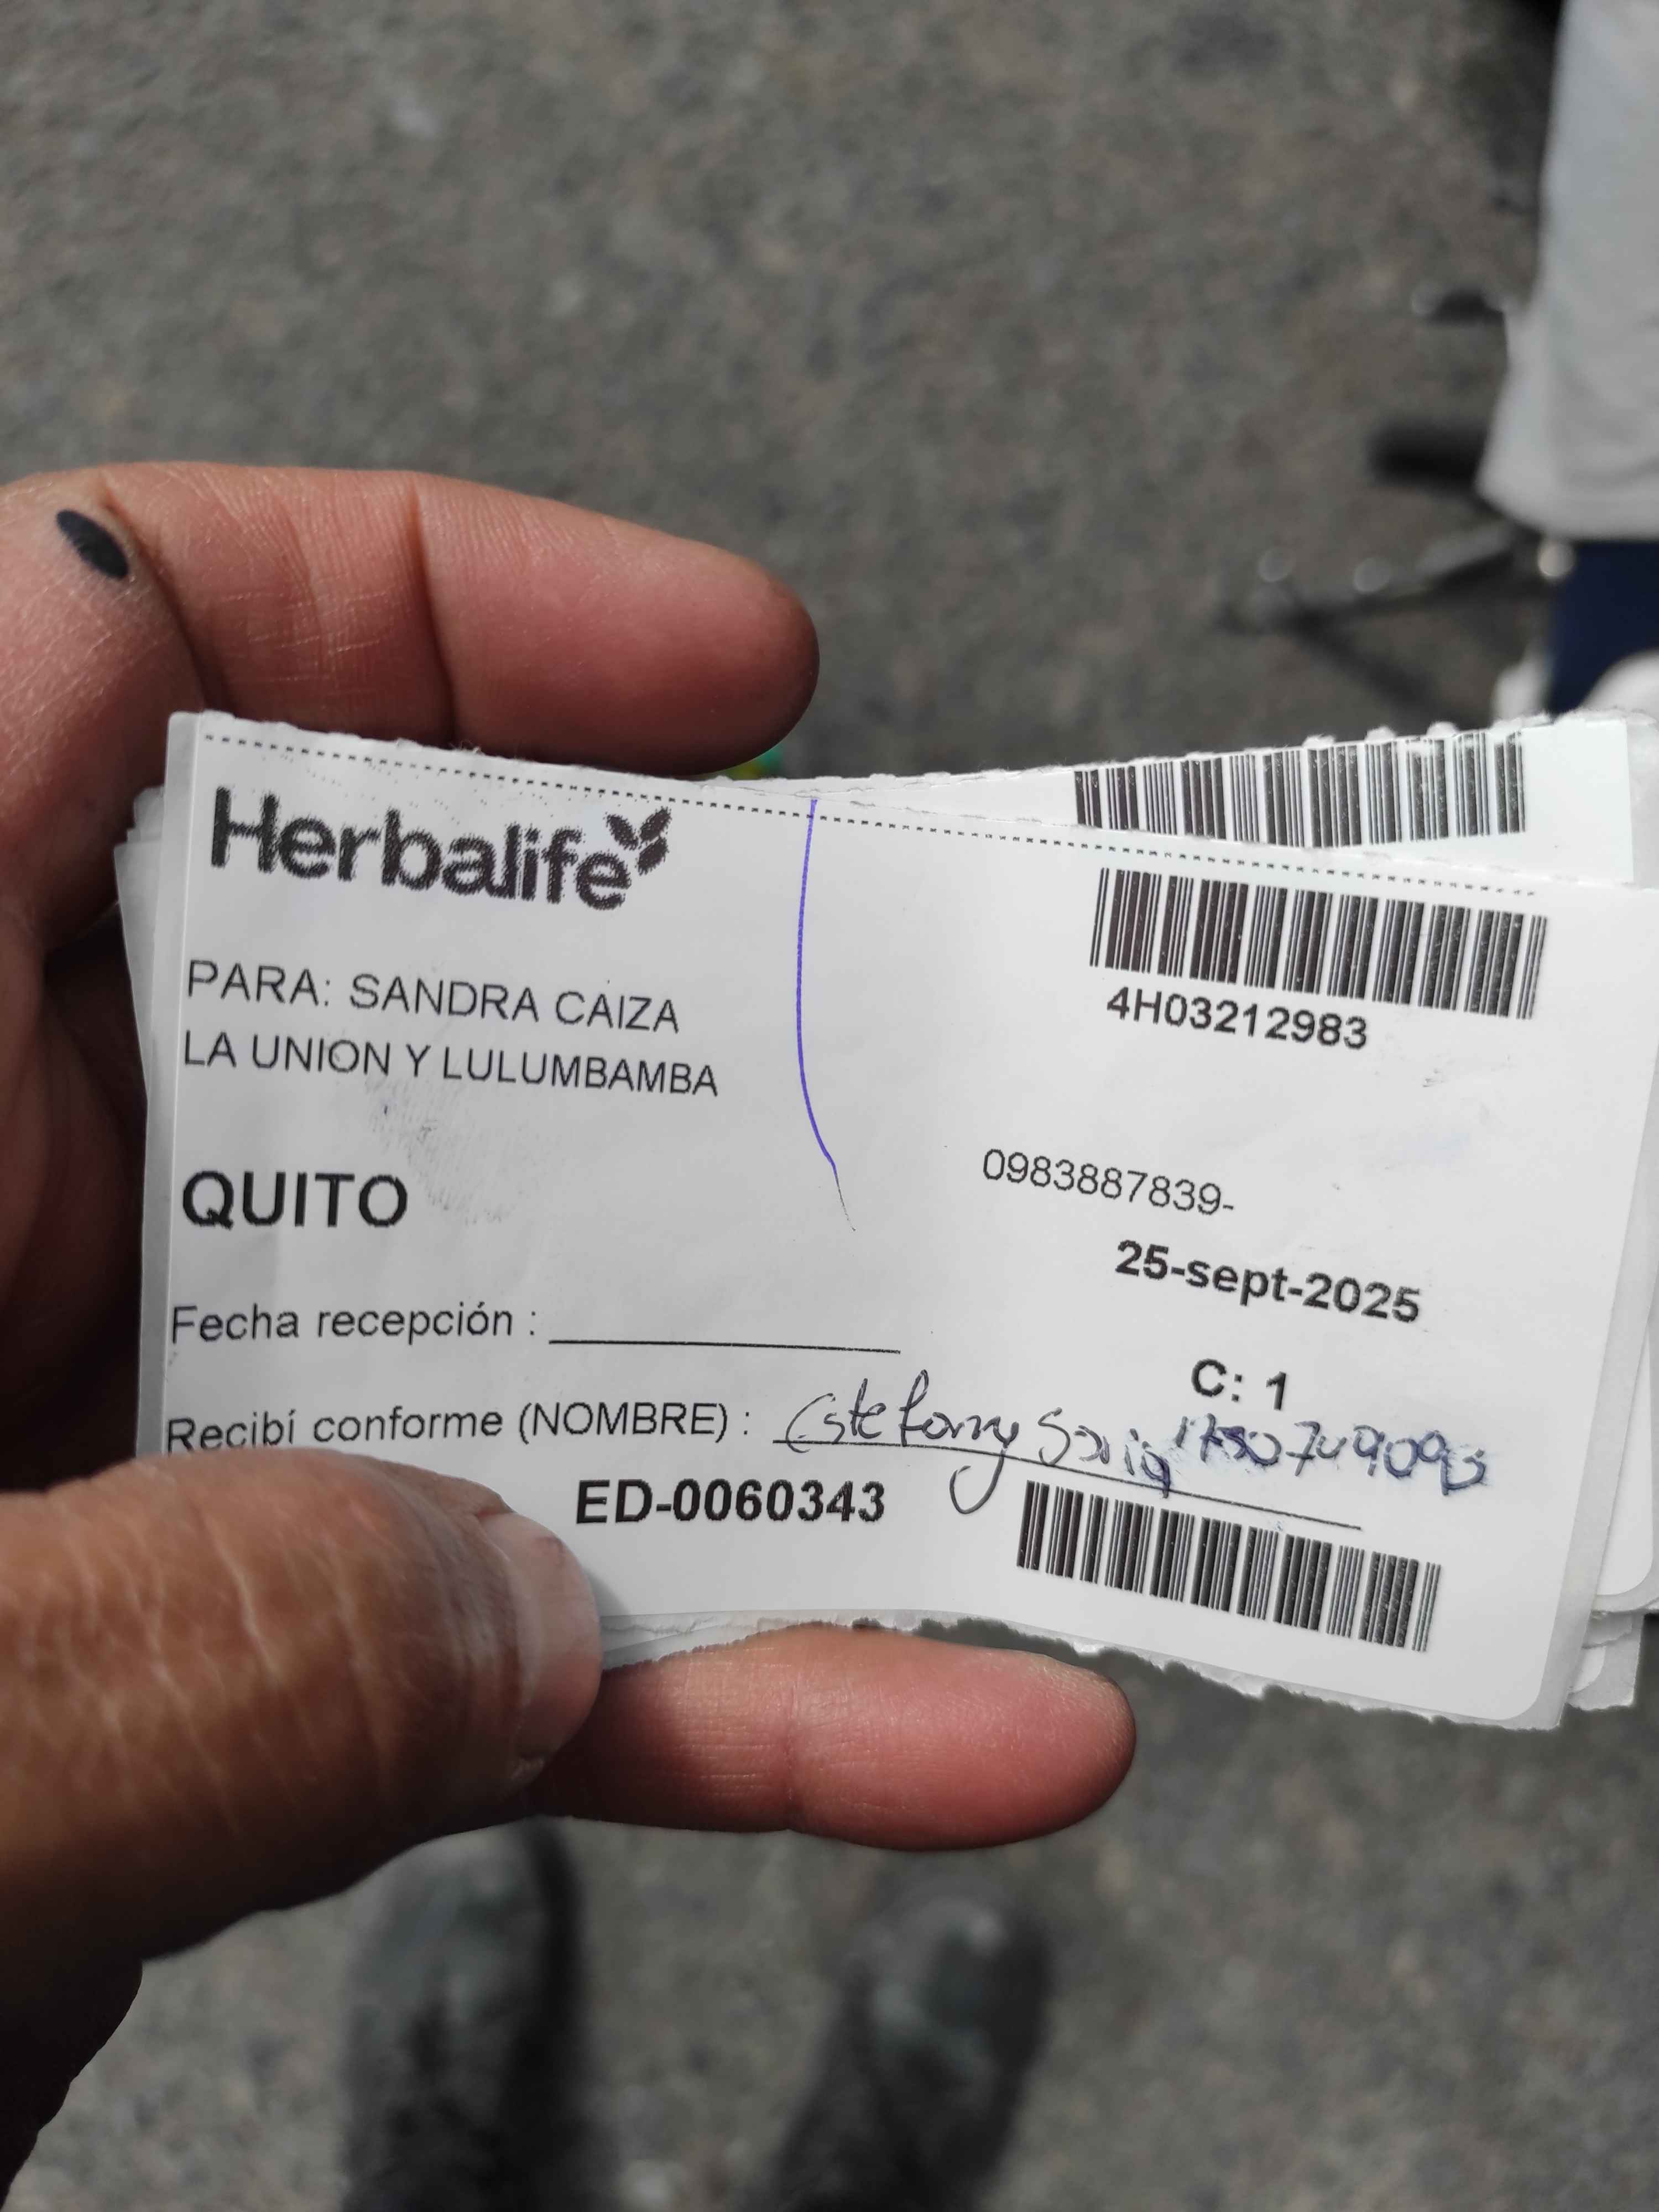 Herbalife
4H03212983
PARA: SANDRA CAIZA
LA UNION Y LULUMBAMBA
0983887839-
QUITO
25-sept-2025
Fecha recepción :
C: 1
Recibí conforme (NOMBRE) : Estefany
ED-0060343